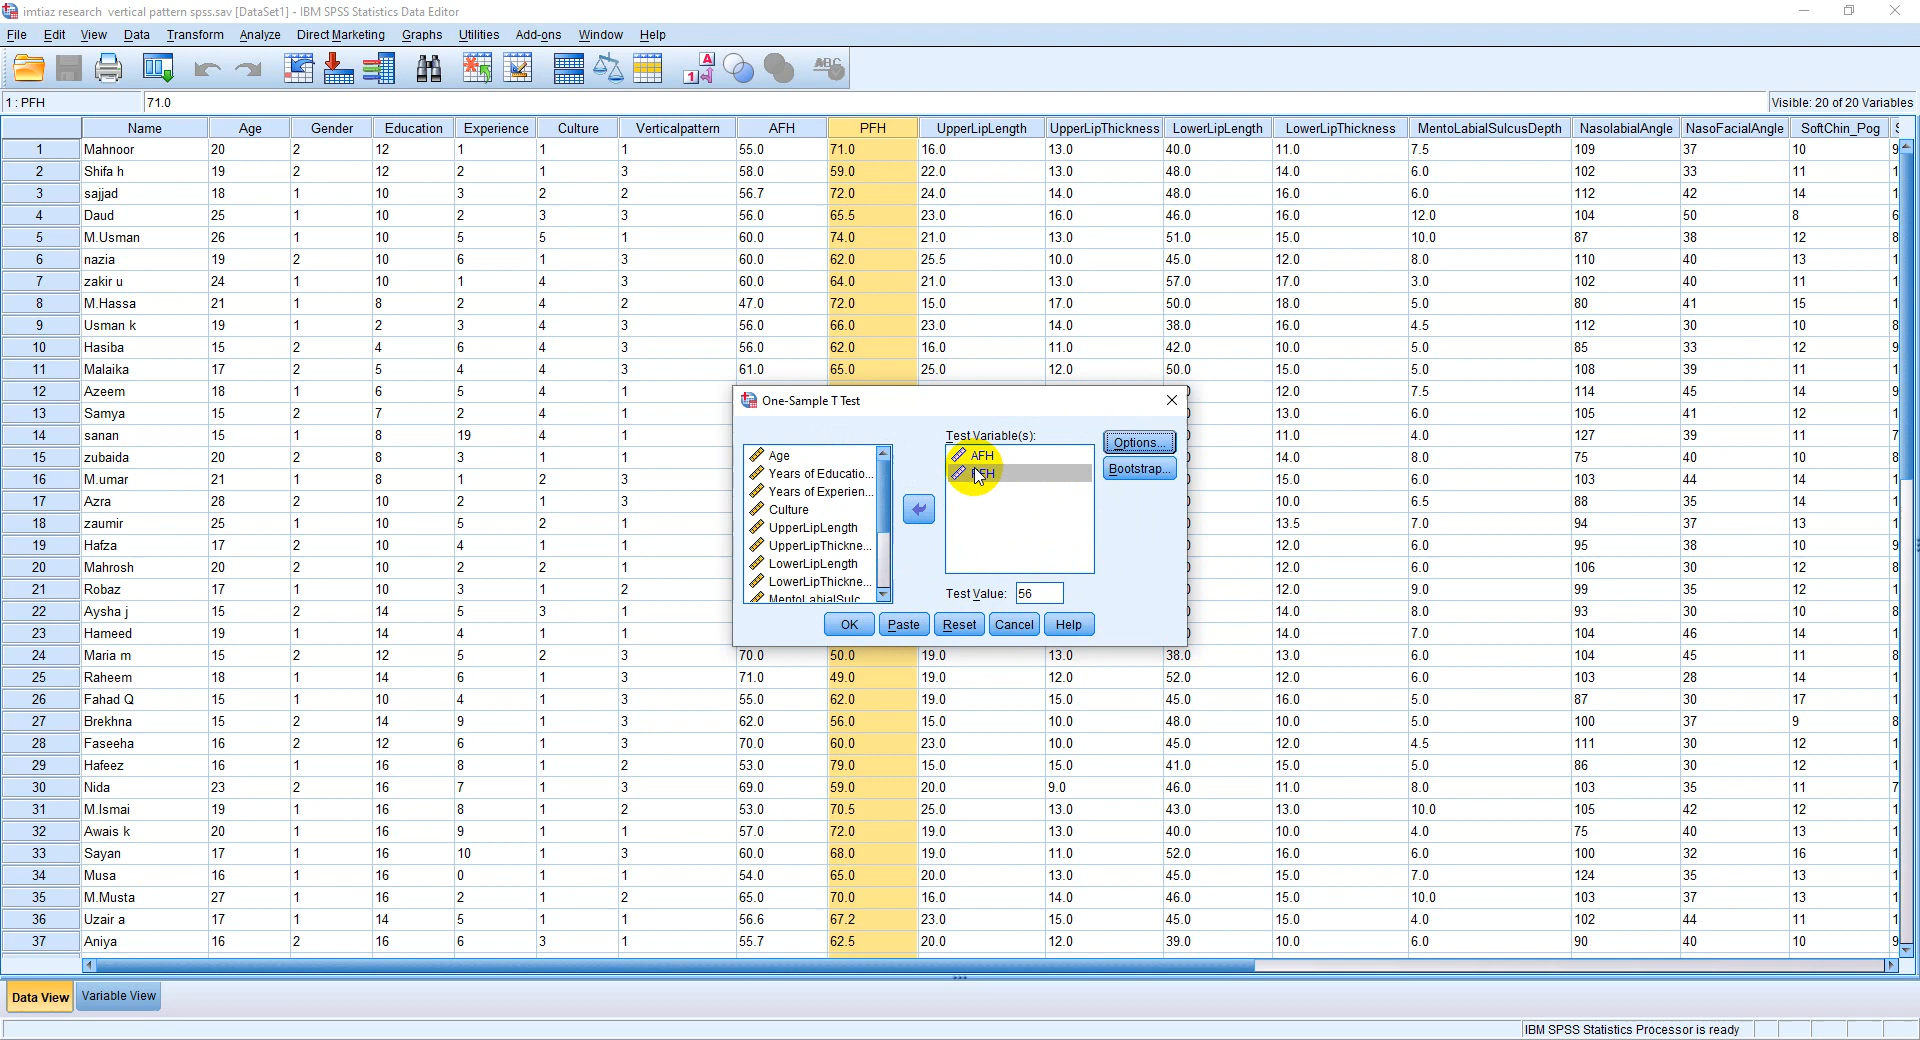 imtiaz research  vertical pattern spss.sav [DataSet1] - IBM SPSS Statistics Data Editor
File Edit View Data Transform Analyze Direct Marketing Graphs Utilities Add-ons Window Help
1 A ABC
1 : PFH 71.0 Visible: 20 of 20 Variables
Name Age Gender Education Experience Culture Verticalpattern AFH PFH UpperLipLength UpperLipThickness LowerLipLength LowerLipThickness MentoLabialSulcusDepth NasolabialAngle NasoFacialAngle SoftChin_Pog
1 Mahnoor 20 2 12 1 1 1 55.0 71.0 16.0 13.0 40.0 11.0 7.5 109 37 10 9
2 Shifa h 19 2 12 2 1 3 58.0 59.0 22.0 13.0 48.0 14.0 6.0 102 33 11 1
3 sajjad 18 1 10 3 2 2 56.7 72.0 24.0 14.0 48.0 16.0 6.0 112 42 14 1
4 Daud 25 1 10 2 3 3 56.0 65.5 23.0 16.0 46.0 16.0 12.0 104 50 8 6
5 M.Usman 26 1 10 5 5 1 60.0 74.0 21.0 13.0 51.0 15.0 10.0 87 38 12 8
6 nazia 19 2 10 6 1 3 60.0 62.0 25.5 10.0 45.0 12.0 8.0 110 40 13 1
7 zakir u 24 1 10 1 4 3 60.0 64.0 21.0 13.0 57.0 17.0 3.0 102 40 11 1
8 M.Hassa 21 1 8 2 4 2 47.0 72.0 15.0 17.0 50.0 18.0 5.0 80 41 15 1
9 Usman k 19 1 2 3 4 3 56.0 66.0 23.0 14.0 38.0 16.0 4.5 112 30 10 8
10 Hasiba 15 2 4 6 4 3 56.0 62.0 16.0 11.0 42.0 10.0 5.0 85 33 12 9
11 Malaika 17 2 5 4 4 3 61.0 65.0 25.0 12.0 50.0 15.0 5.0 108 39 11 1
12 Azeem 18 1 6 5 4 1 12.0 7.5 114 45 14 9
13 Samya 15 2 7 2 4 1 13.0 6.0 105 41 12 1
14 sanan 15 1 8 19 4 1 11.0 4.0 127 39 11 7
15 zubaida 20 2 8 3 1 1 14.0 8.0 75 40 10 8
16 M.umar 21 1 8 1 2 3 15.0 6.0 103 44 14 1
17 Azra 28 2 10 2 1 3 10.0 6.5 88 35 14 1
18 zaumir 25 1 10 5 2 1 13.5 7.0 94 37 13 1
19 Hafza 17 2 10 4 1 1 12.0 6.0 95 38 10 9
20 Mahrosh 20 2 10 2 2 1 12.0 6.0 106 30 12 8
21 Robaz 17 1 10 3 1 2 12.0 9.0 99 35 12 1
22 Aysha j 15 2 14 5 3 1 14.0 8.0 93 30 10 8
23 Hameed 19 1 14 4 1 1 14.0 7.0 104 46 14 1
24 Maria m 15 2 12 5 2 3 70.0 50.0 19.0 13.0 38.0 13.0 6.0 104 45 11 8
25 Raheem 18 1 14 6 1 3 71.0 49.0 19.0 12.0 52.0 12.0 6.0 103 28 14 1
26 Fahad Q 15 1 10 4 1 3 55.0 62.0 19.0 15.0 45.0 16.0 5.0 87 30 17 1
27 Brekhna 15 2 14 9 1 3 62.0 56.0 15.0 10.0 48.0 10.0 5.0 100 37 9 8
28 Faseeha 16 2 12 6 1 3 70.0 60.0 23.0 10.0 45.0 12.0 4.5 111 30 12 1
29 Hafeez 16 1 16 8 1 2 53.0 79.0 15.0 15.0 41.0 15.0 5.0 86 30 12 1
30 Nida 23 2 16 7 1 3 69.0 59.0 20.0 9.0 46.0 11.0 8.0 103 35 11 7
31 M.Ismai 19 1 16 8 1 2 53.0 70.5 25.0 13.0 43.0 13.0 10.0 105 42 12 1
32 Awais k 20 1 16 9 1 1 57.0 72.0 19.0 13.0 40.0 10.0 4.0 75 40 13 1
33 Sayan 17 1 16 10 1 3 60.0 68.0 19.0 11.0 52.0 16.0 6.0 100 32 16 1
34 Musa 16 1 16 0 1 1 54.0 65.0 20.0 13.0 45.0 15.0 7.0 124 35 13 1
35 M.Musta 27 1 16 2 1 2 65.0 70.0 16.0 14.0 46.0 15.0 10.0 103 37 13 1
36 Uzair a 17 1 14 5 1 1 56.6 67.2 23.0 15.0 45.0 15.0 4.0 102 44 11 1
37 Aniya 16 2 16 6 3 1 55.7 62.5 20.0 12.0 39.0 10.0 6.0 90 40 10 9
One-Sample T Test
Test Variable(s):
Options...
Age
AFH
Bootstrap...
Years of Educatio...
Years of Experien...
Culture
UpperLipLength
UpperLipThickne...
LowerLipLength
LowerLipThickne...
MentoLabialSulc...
Test Value: 56
OK Paste Reset Cancel Help
Data View Variable View
IBM SPSS Statistics Processor is ready